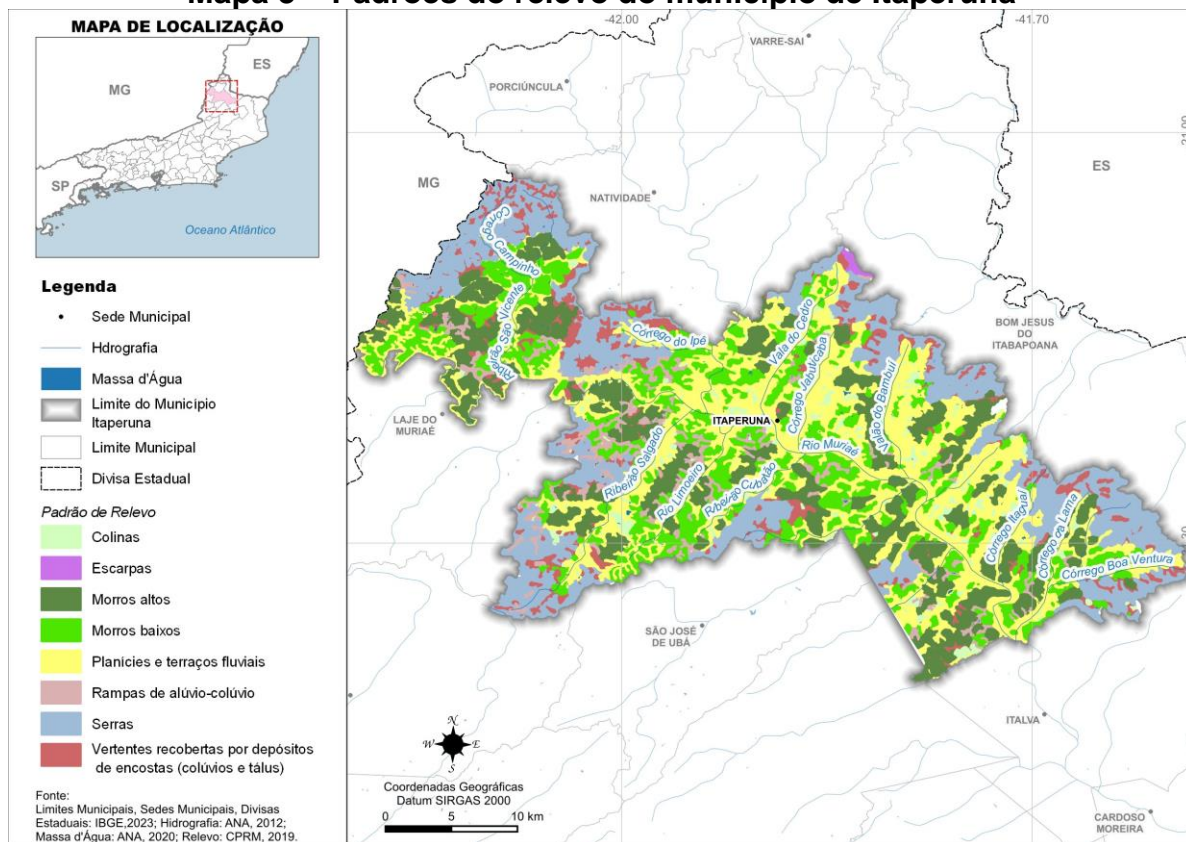 Mapa 3 – Padrões do relevo do município de Itaperuna
MAPA DE LOCALIZAÇÃO
MG
ES
SP
Oceano Atlântico
Legenda
Sede Municipal
Hdrografia
Massa d'Água
Limite do Município
Itaperuna
Limite Municipal
Divisa Estadual
Padrão de Relevo
Colinas
Escarpas
Morros altos
Morros baixos
Planícies e terraços fluviais
Rampas de alúvio-colúvio
Serras
Vertentes recobertas por depósitos
de encostas (colúvios e tálus)
Fonte:
Limites Municipais, Sedes Municipais, Divisas
Estaduais: IBGE,2023; Hidrografia: ANA, 2012;
Massa d'Água: ANA, 2020; Relevo: CPRM, 2019.
-42.00
-41.70
VARRE-SAI
PORCIÚNCULA
-21.00
ES
MG
NATIVIDADE
Córrego Campinho
Ribeirão São Vicente
Córrego do Ipê
Vala do Cedro
Córrego Jabuticaba
Valão do Bambuí
BOM JESUS
DO
ITABAPOANA
LAJE DO
MURIAÉ
ITAPERUNA
Rio Muriaé
Ribeirão Salgado
Rio Limoeiro
Ribeirão Cubatão
Córrego Itaguaí
Córrego da Lama
Córrego Boa Ventura
SÃO JOSÉ
DE UBÁ
ITALVA
N
W
E
S
Coordenadas Geográficas
Datum SIRGAS 2000
0 5 10 km
CARDOSO
MOREIRA